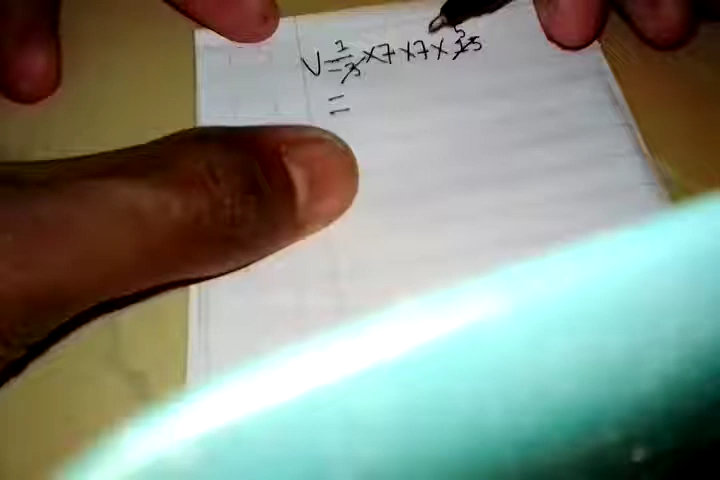 V = 1/3 × 7 × 7 × 15 5
=